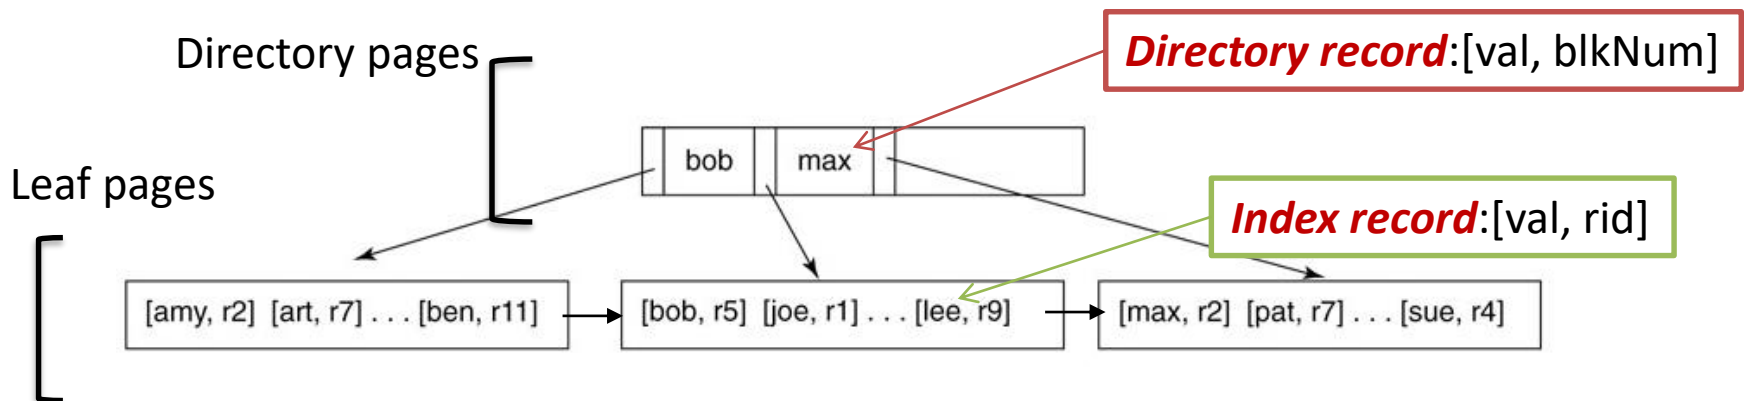 Directory pages
Directory record:[val, blkNum]
bob max
Leaf pages
Index record:[val, rid]
[amy, r2] [art, r7] . . . [ben, r11]
[bob, r5] [joe, r1] . . . [lee, r9]
[max, r2] [pat, r7] . . . [sue, r4]